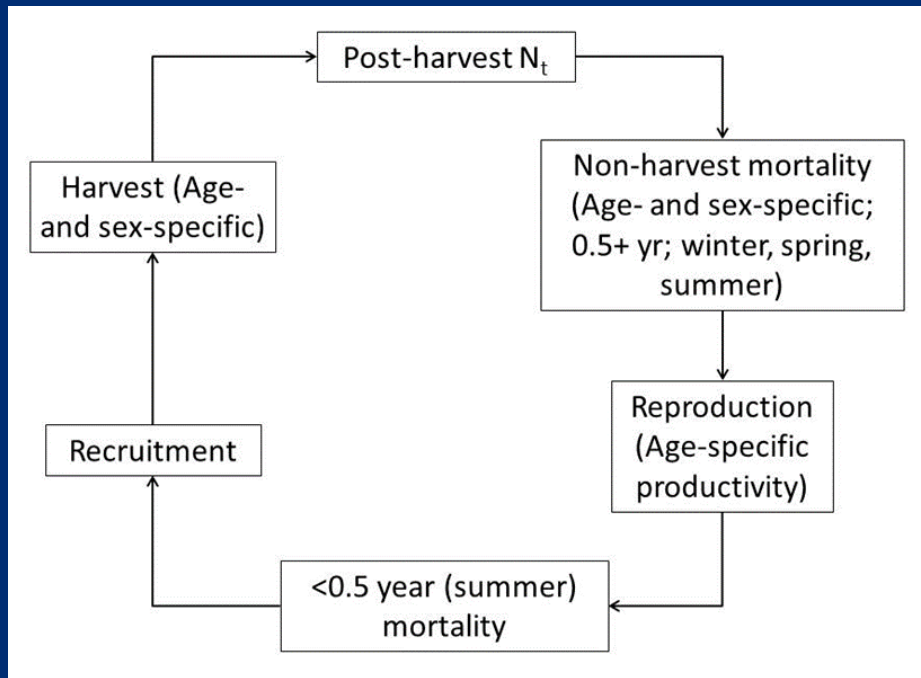 Post-harvest Nₜ
Non-harvest mortality
(Age- and sex-specific;
0.5+ yr; winter, spring,
summer)
Reproduction
(Age-specific
productivity)
<0.5 year (summer)
mortality
Recruitment
Harvest (Age-
and sex-specific)